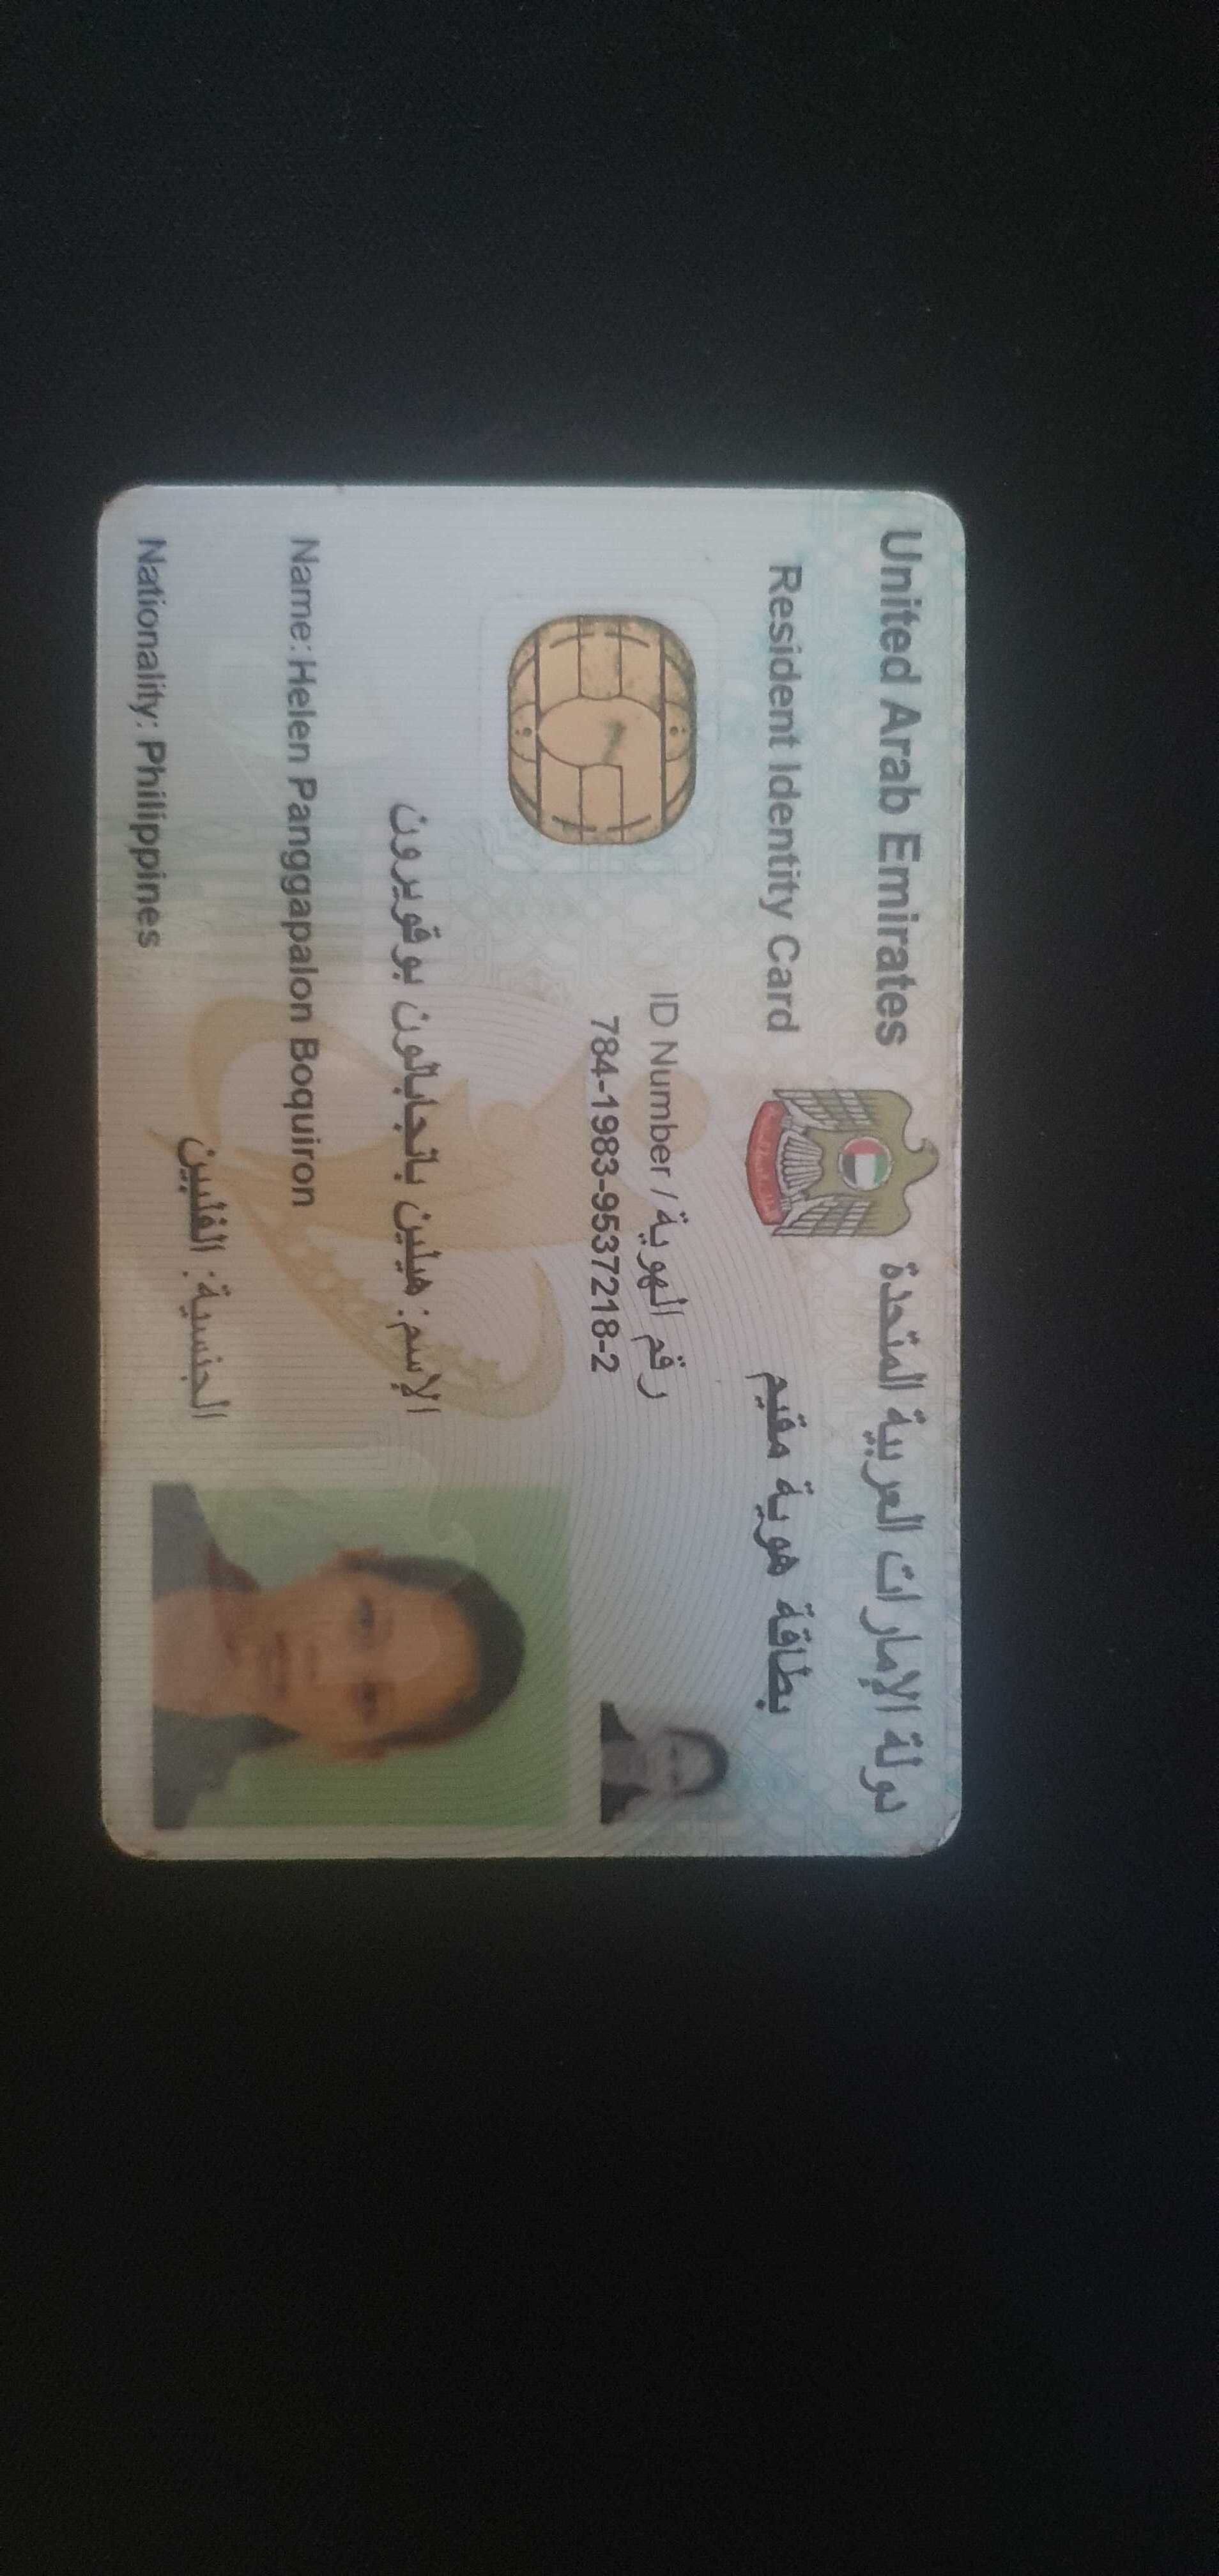 United Arab Emirates
دولة الإمارات العربية المتحدة
Resident Identity Card
بطاقة هوية مقيم
ID Number / رقم الهوية
784-1983-9537218-2
الإسم: هيلين بانجابالون بوقويرون
Name: Helen Panggapalon Boquiron
الجنسية: الفلبين
Nationality: Philippines